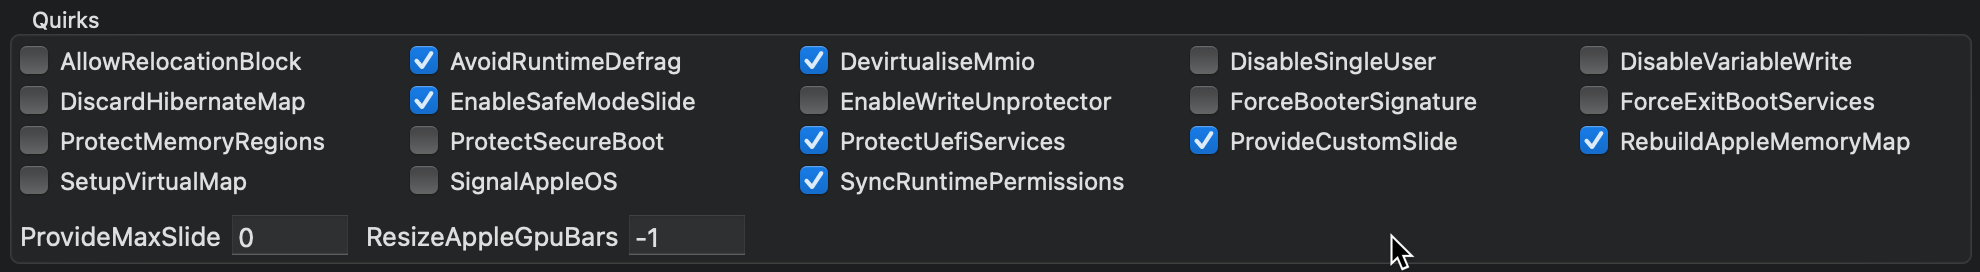 Quirks
AllowRelocationBlock AvoidRuntimeDefrag DevirtualiseMmio DisableSingleUser DisableVariableWrite
DiscardHibernateMap EnableSafeModeSlide EnableWriteUnprotector ForceBooterSignature ForceExitBootServices
ProtectMemoryRegions ProtectSecureBoot ProtectUefiServices ProvideCustomSlide RebuildAppleMemoryMap
SetupVirtualMap SignalAppleOS SyncRuntimePermissions
ProvideMaxSlide 0 ResizeAppleGpuBars -1